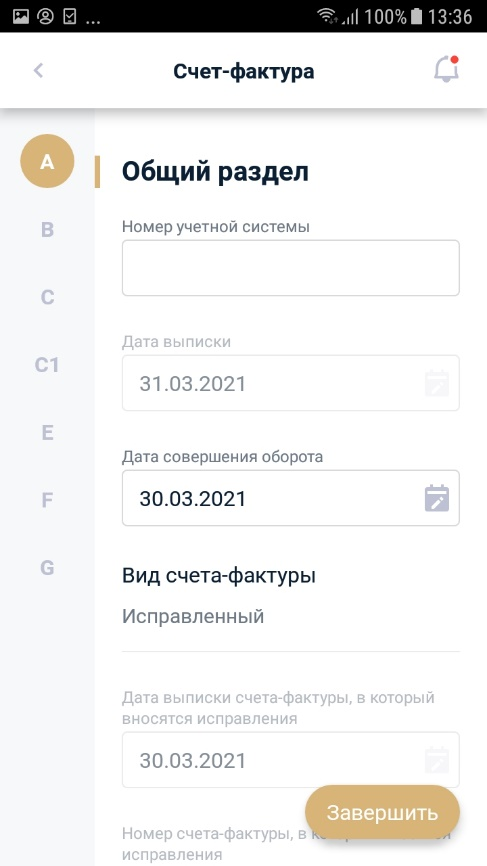 ... 100% 13:36
Счет-фактура
A
B
C
C1
E
F
G
Общий раздел
Номер учетной системы
Дата выписки
31.03.2021
Дата совершения оборота
30.03.2021
Вид счета-фактуры
Исправленный
Дата выписки счета-фактуры, в который
вносятся исправления
30.03.2021
Завершить
Номер счета-фактуры, в
исправления